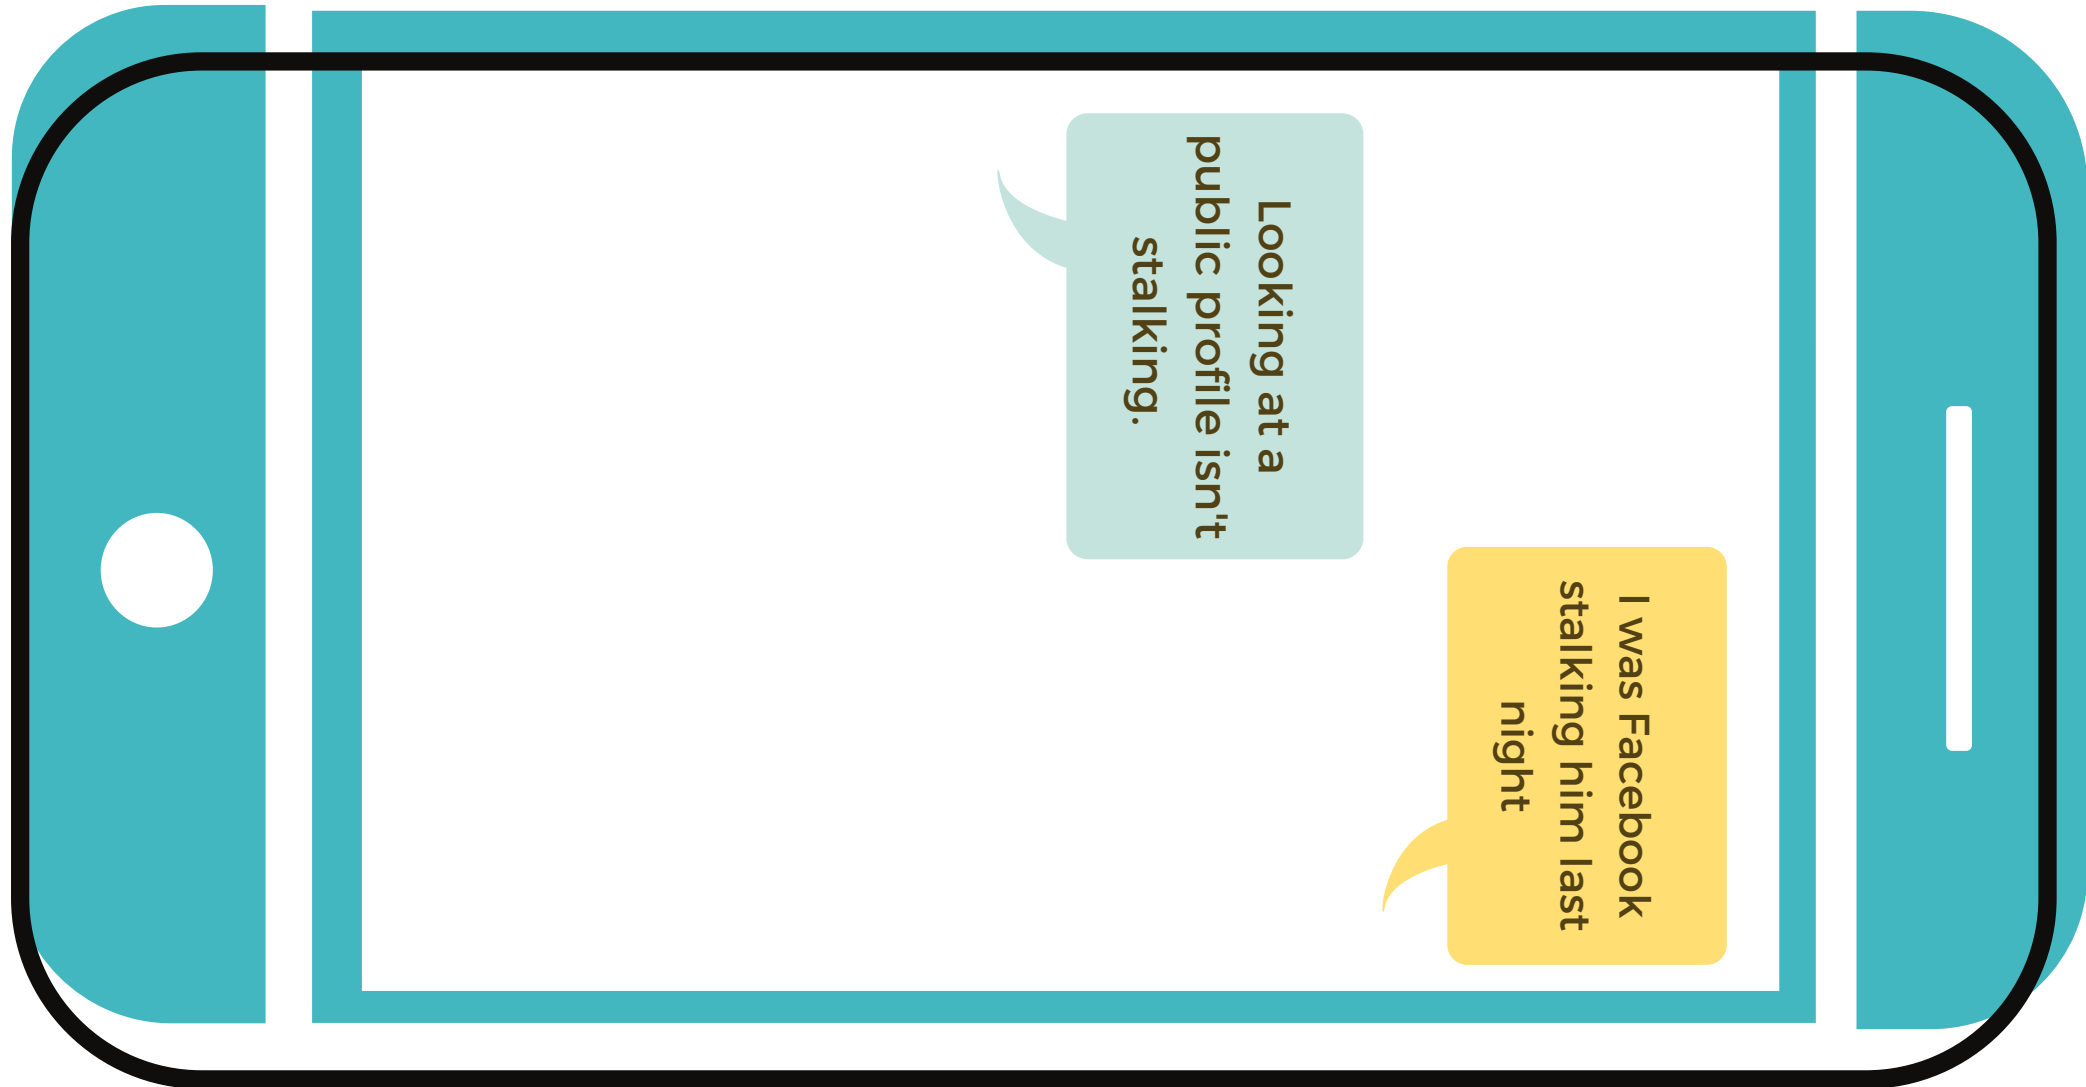 I was Facebook
stalking him last
night
Looking at a
public profile isn't
stalking.